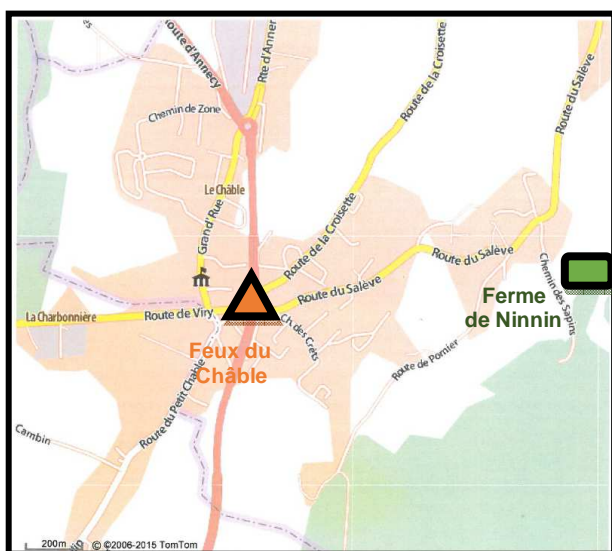 Route d'Annecy
Rte d'Anner
Route de la Croisette
Route du Salève
Chemin de Zone
Le Châble
Grand' Rue
Route de la Croisette
Route du Salève
Chemin des Sapins
Route du Salève
Ferme
de Ninnin
La Charbonnière
Route de Viry
Ch. des Crêts
Feux du
Châble
Route de Pomier
Route du Petit Châble
Cambin
200m
© ©2006-2015 TomTom